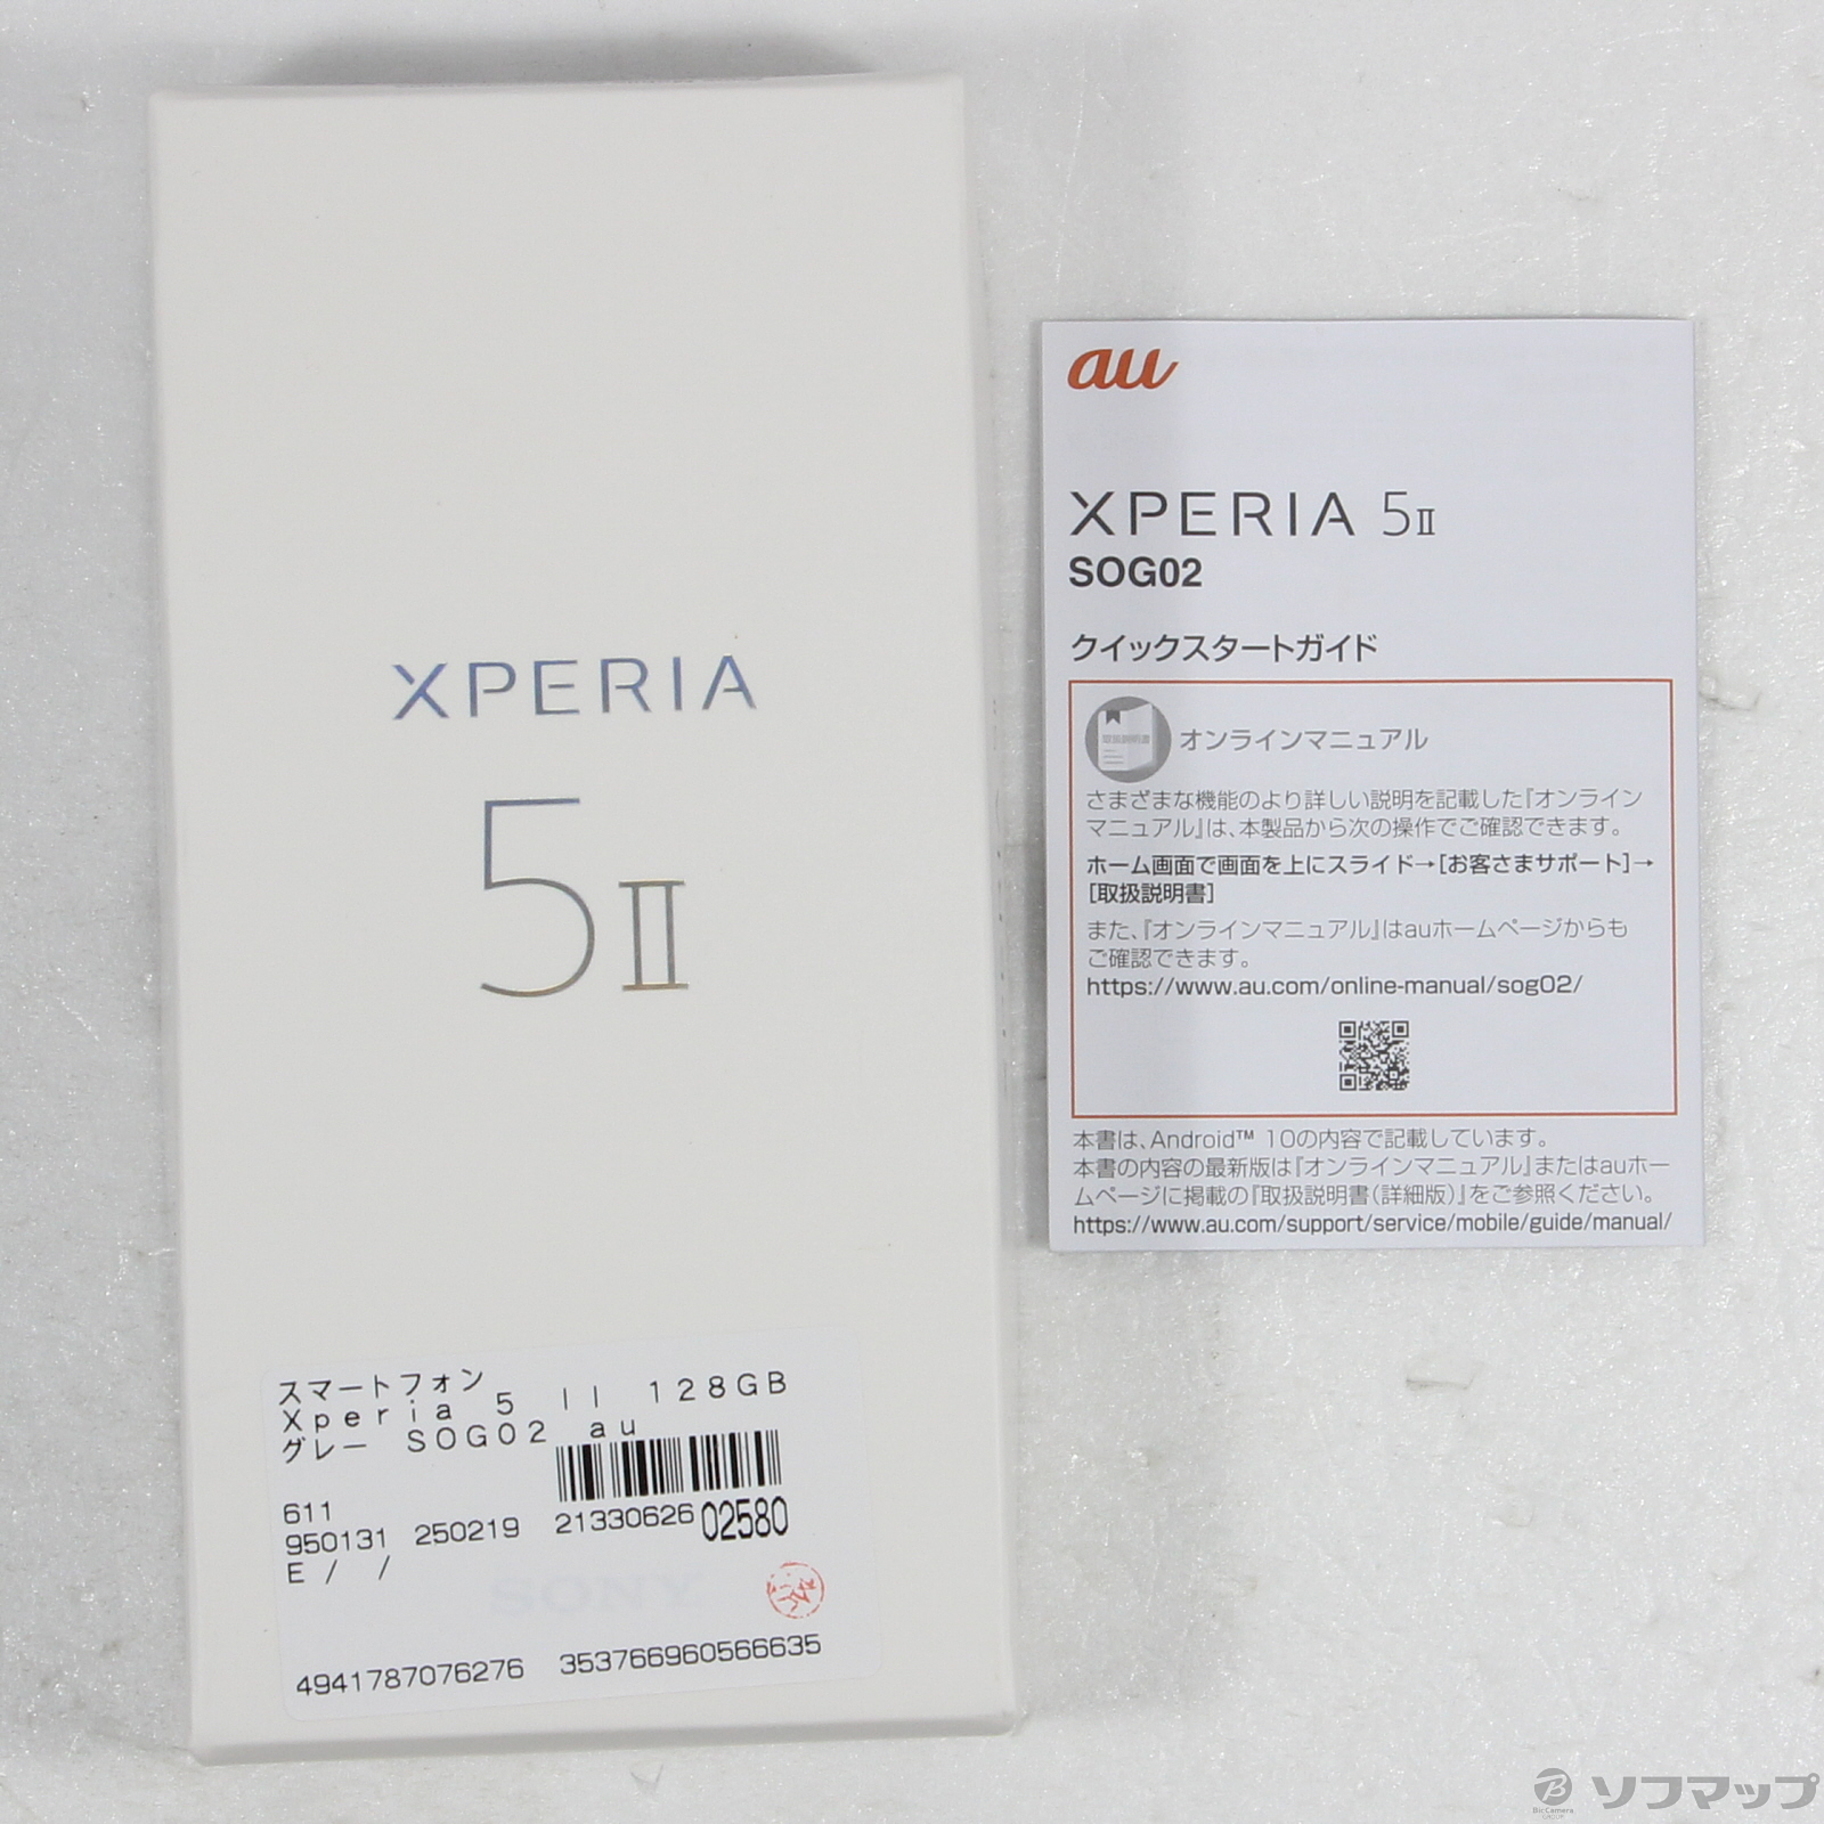 XPERIA
5II
スマートフォン
Xperia 5 II 128GB
グレー SOG02 au
611
950131 250219 2133062602580
E / /
SONY
4941787076276 353766960566635
au
XPERIA 5II
SOG02
クイックスタートガイド
取扱説明書
オンラインマニュアル
さまざまな機能のより詳しい説明を記載した『オンライン
マニュアル』は、本製品から次の操作でご確認できます。
ホーム画面で画面を上にスライド→[お客さまサポート]→
[取扱説明書]
また、『オンラインマニュアル』はauホームページからも
ご確認できます。
https://www.au.com/online-manual/sog02/
本書は、Android™ 10の内容で記載しています。
本書の内容の最新版は『オンラインマニュアル』またはauホー
ムページに掲載の『取扱説明書(詳細版)』をご参照ください。
https://www.au.com/support/service/mobile/guide/manual/
B
BicCamera
GROUP
ソフマップ